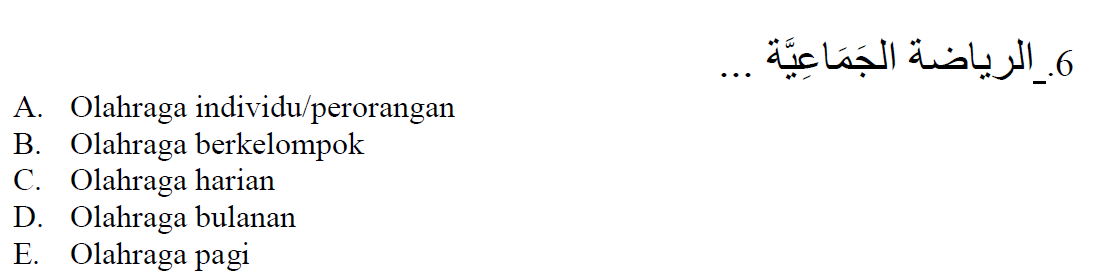 6. الرياضة الجَمَاعِيَّة ...
A. Olahraga individu/perorangan
B. Olahraga berkelompok
C. Olahraga harian
D. Olahraga bulanan
E. Olahraga pagi